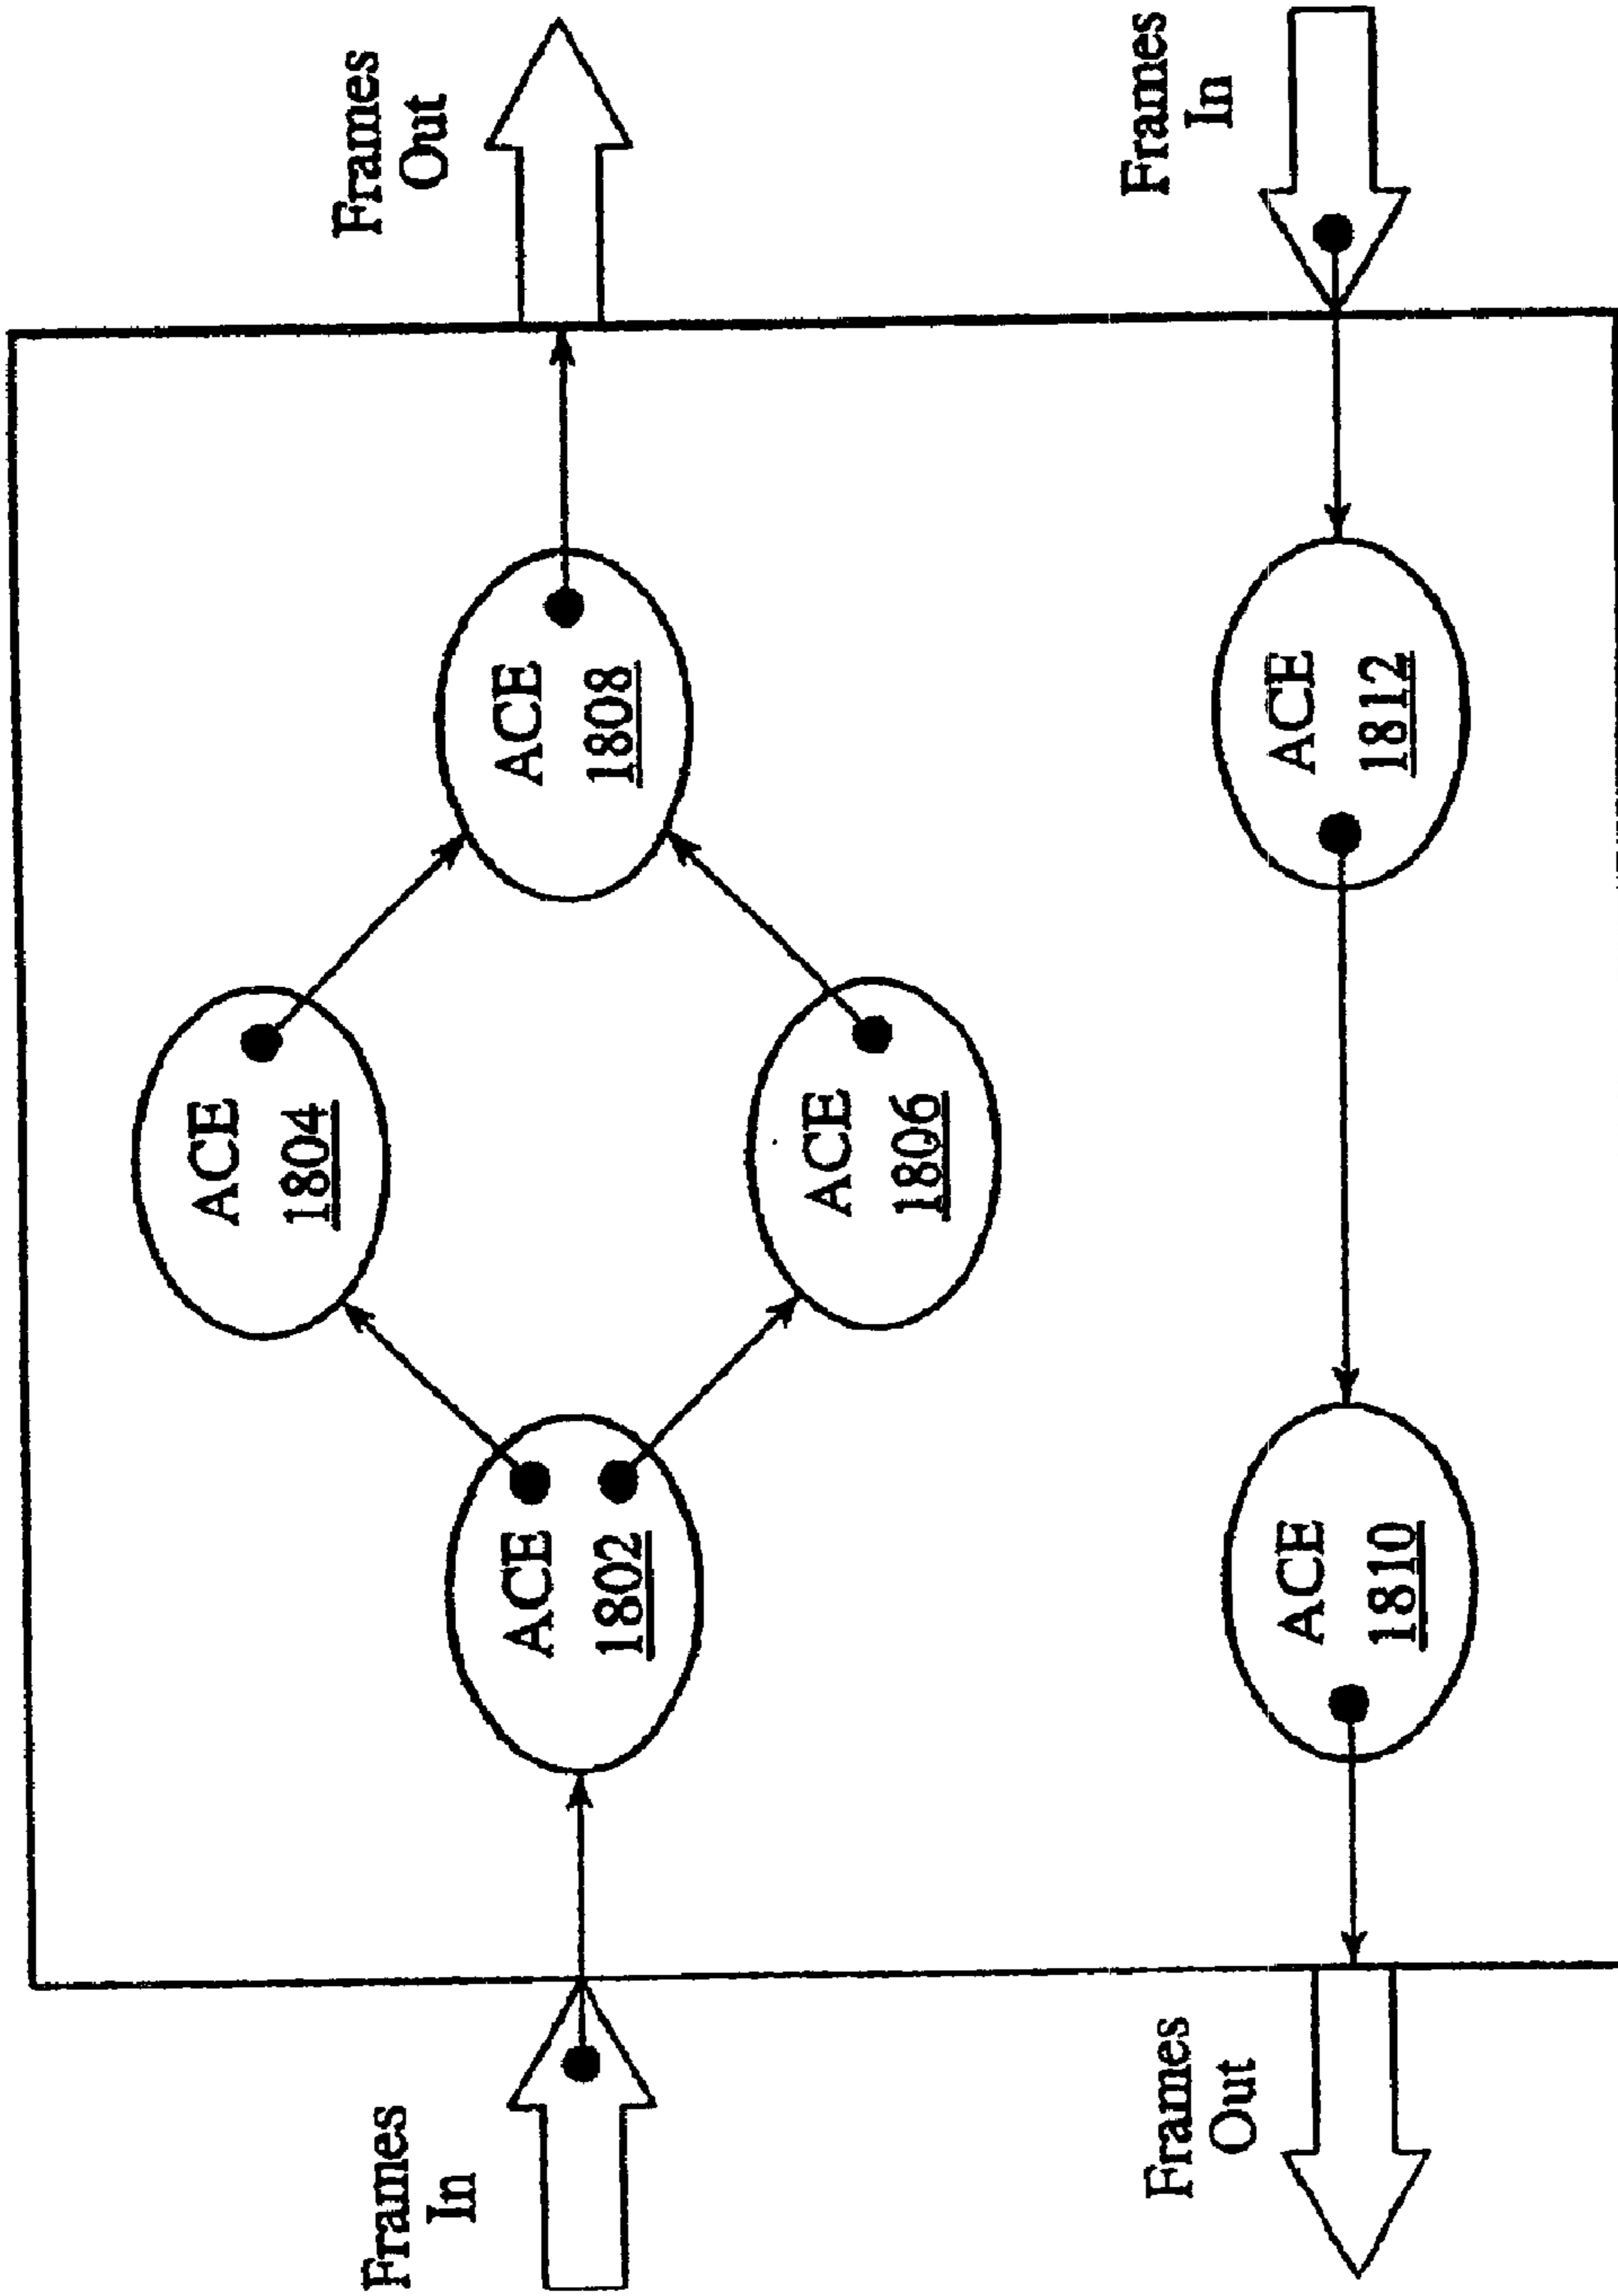 Frames
In
ACE
1802
ACE
1804
ACE
1806
ACE
1808
Frames
Out
Frames
Out
ACE
1810
ACE
1812
Frames
In